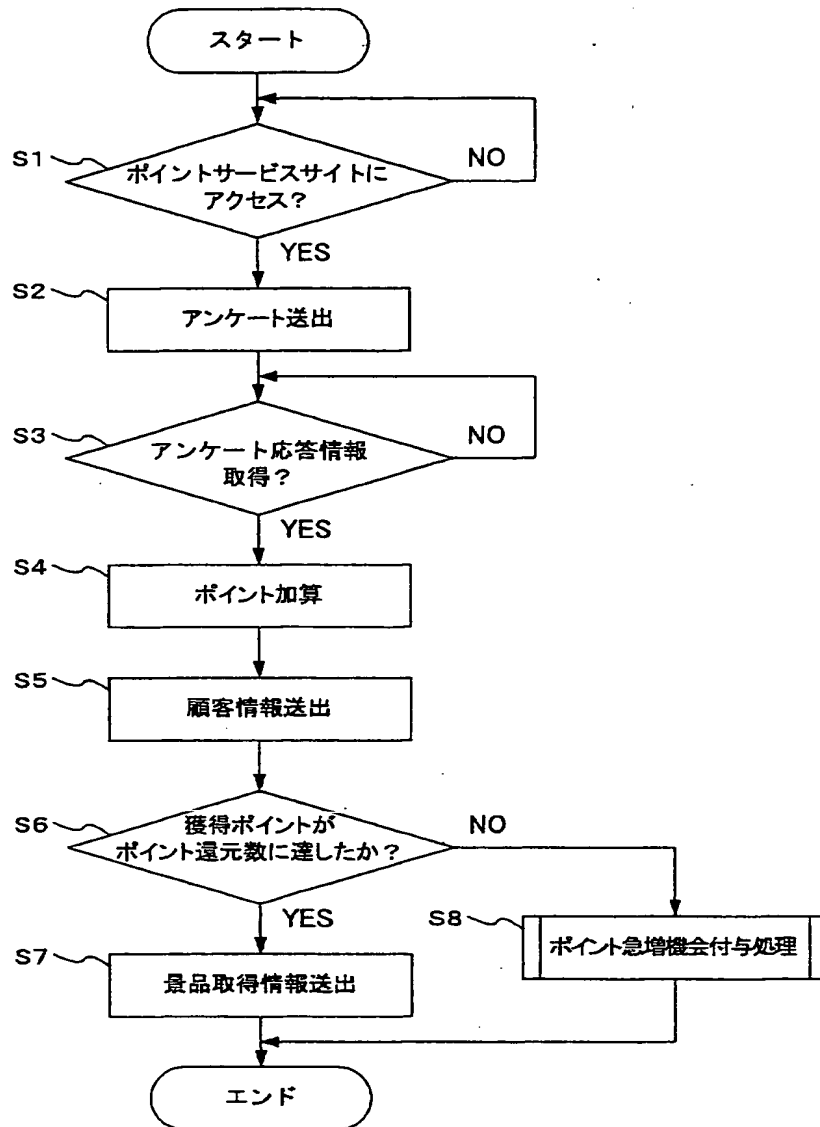 スタート
S1
ポイントサービスサイトに
アクセス？
NO
YES
S2
アンケート送出
S3
アンケート応答情報
取得？
NO
YES
S4
ポイント加算
S5
顧客情報送出
S6
獲得ポイントが
ポイント還元数に達したか？
NO
YES
S7
景品取得情報送出
S8
ポイント急増機会付与処理
エンド